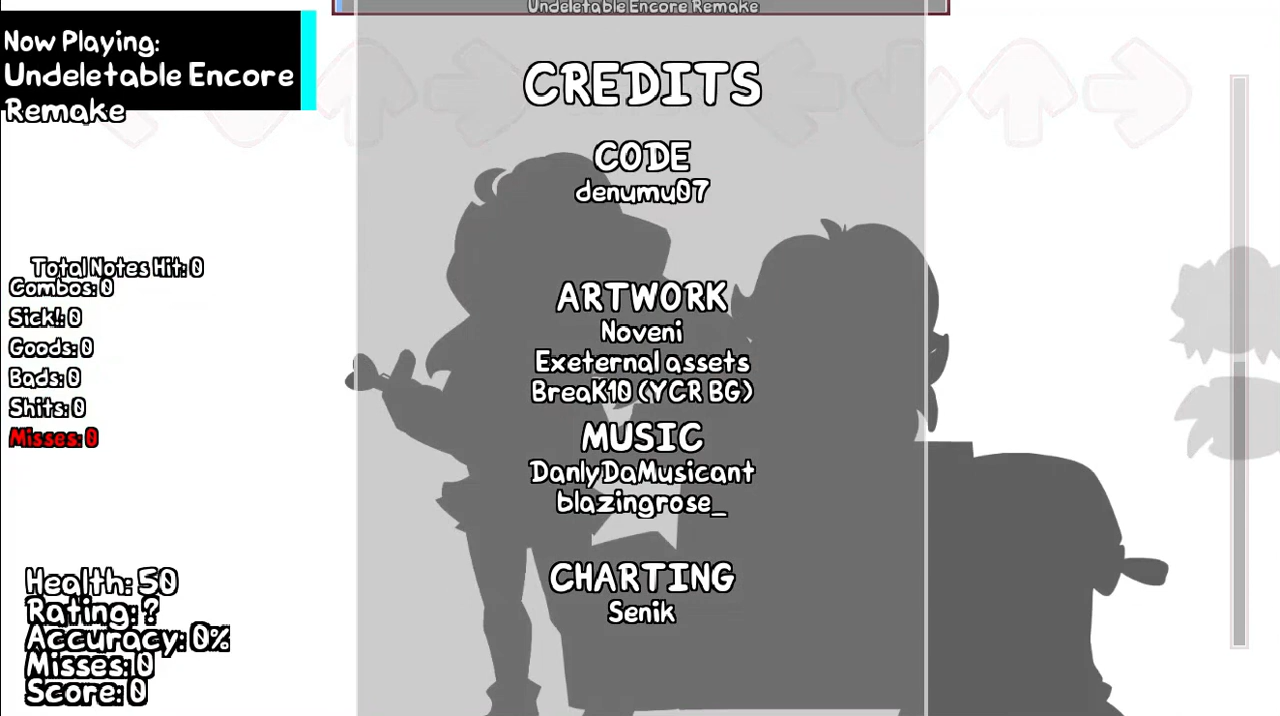 Undeletable Encore Remake
Now Playing:
Undeletable Encore
Remake
CREDITS
CODE
denumu07
ARTWORK
Noveni
Exeternal assets
BreaK10 (YCR BG)
MUSIC
DanlyDaMusicant
blazingrose_
CHARTING
Senik
Total Notes Hit: 0
Combos: 0
Sick!: 0
Goods: 0
Bads: 0
Shits: 0
Misses: 0
Health: 50
Rating: ?
Accuracy: 0%
Misses: 0
Score: 0